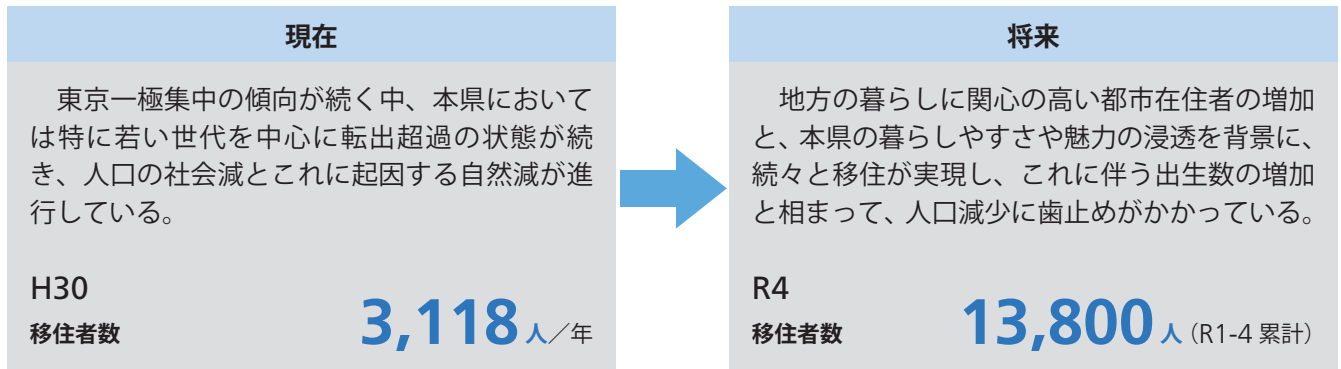 現在
東京一極集中の傾向が続く中、本県において
は特に若い世代を中心に転出超過の状態が続
き、人口の社会減とこれに起因する自然減が進
行している。
H30
移住者数 3,118人／年
将来
地方の暮らしに関心の高い都市在住者の増加
と、本県の暮らしやすさや魅力の浸透を背景に、
続々と移住が実現し、これに伴う出生数の増加
と相まって、人口減少に歯止めがかかっている。
R4
移住者数 13,800人（R1-4 累計）